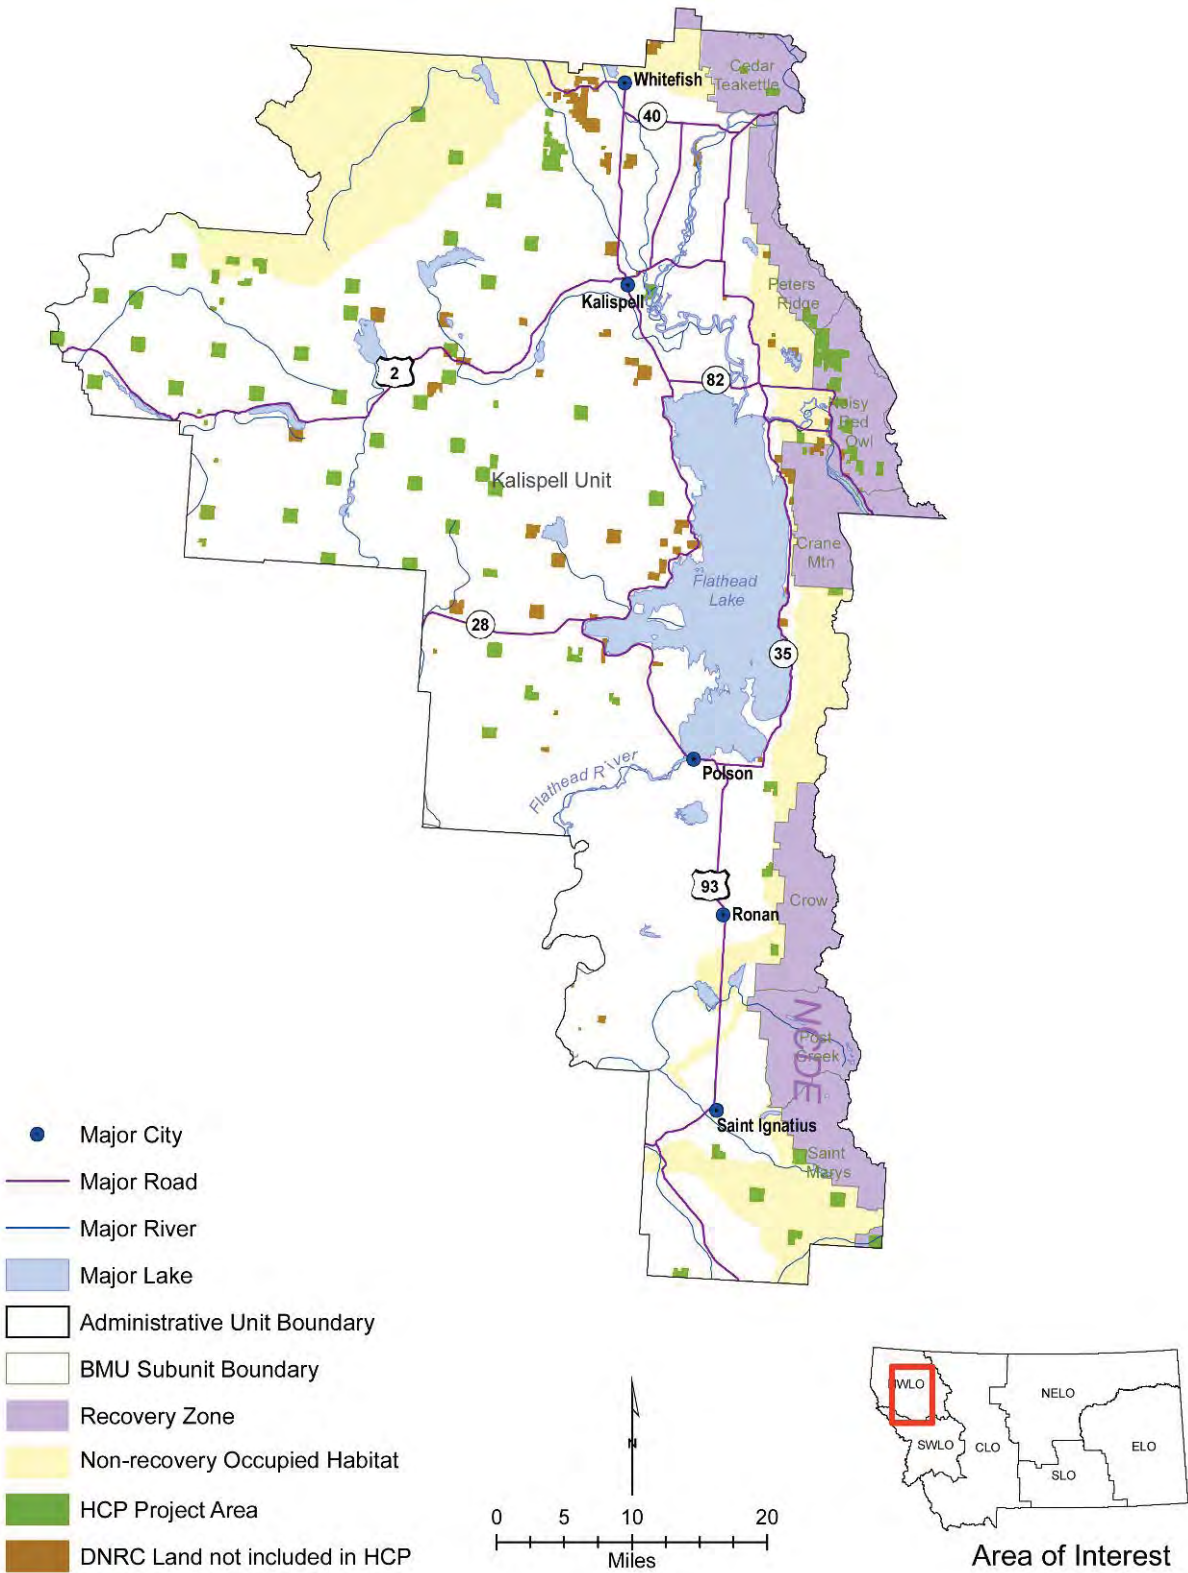 Cedar
Teakettle
Whitefish
40
Peters
Ridge
Kalispell
2
82
Noisy
Red
Owl
Kalispell Unit
Crane
Mtn
Flathead
Lake
28
35
Flathead River
Polson
93
Crow
Ronan
NCDE
Post
Creek
Saint Ignatius
Saint
Marys
Major City
Major Road
Major River
Major Lake
Administrative Unit Boundary
BMU Subunit Boundary
Recovery Zone
Non-recovery Occupied Habitat
HCP Project Area
DNRC Land not included in HCP
N
0 5 10 20
Miles
NWLO
NELO
SWLO
CLO
ELO
SLO
Area of Interest